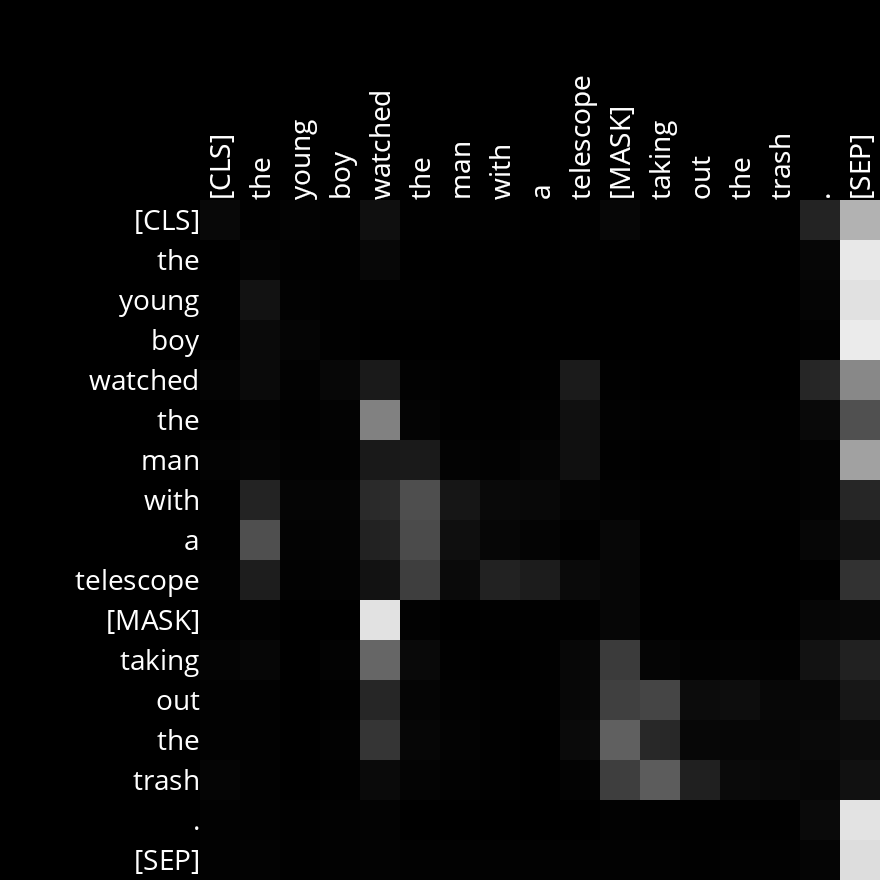 [CLS] the young boy watched the man with a telescope [MASK] taking out the trash . [SEP]
[CLS]
the
young
boy
watched
the
man
with
a
telescope
[MASK]
taking
out
the
trash
.
[SEP]